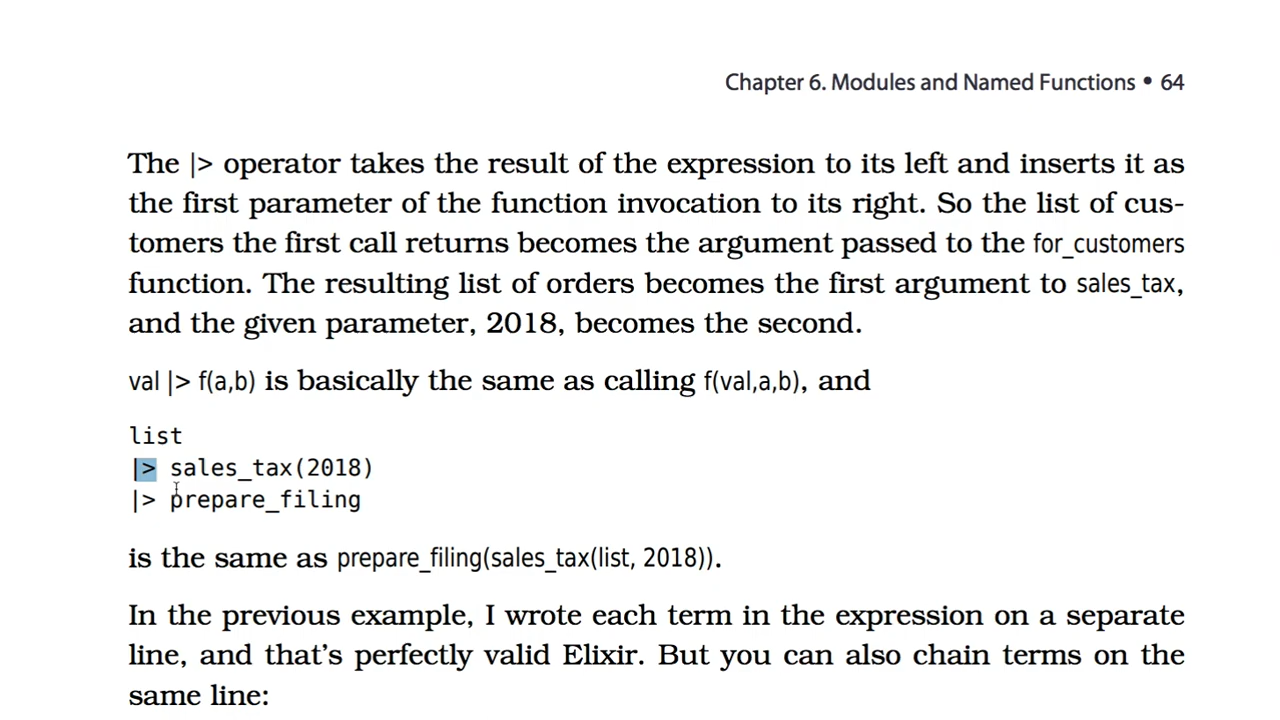 Chapter 6. Modules and Named Functions • 64
The |> operator takes the result of the expression to its left and inserts it as
the first parameter of the function invocation to its right. So the list of cus-
tomers the first call returns becomes the argument passed to the for_customers
function. The resulting list of orders becomes the first argument to sales_tax,
and the given parameter, 2018, becomes the second.
val |> f(a,b) is basically the same as calling f(val,a,b), and
list
|> sales_tax(2018)
|> prepare_filing
is the same as prepare_filing(sales_tax(list, 2018)).
In the previous example, I wrote each term in the expression on a separate
line, and that's perfectly valid Elixir. But you can also chain terms on the
same line: